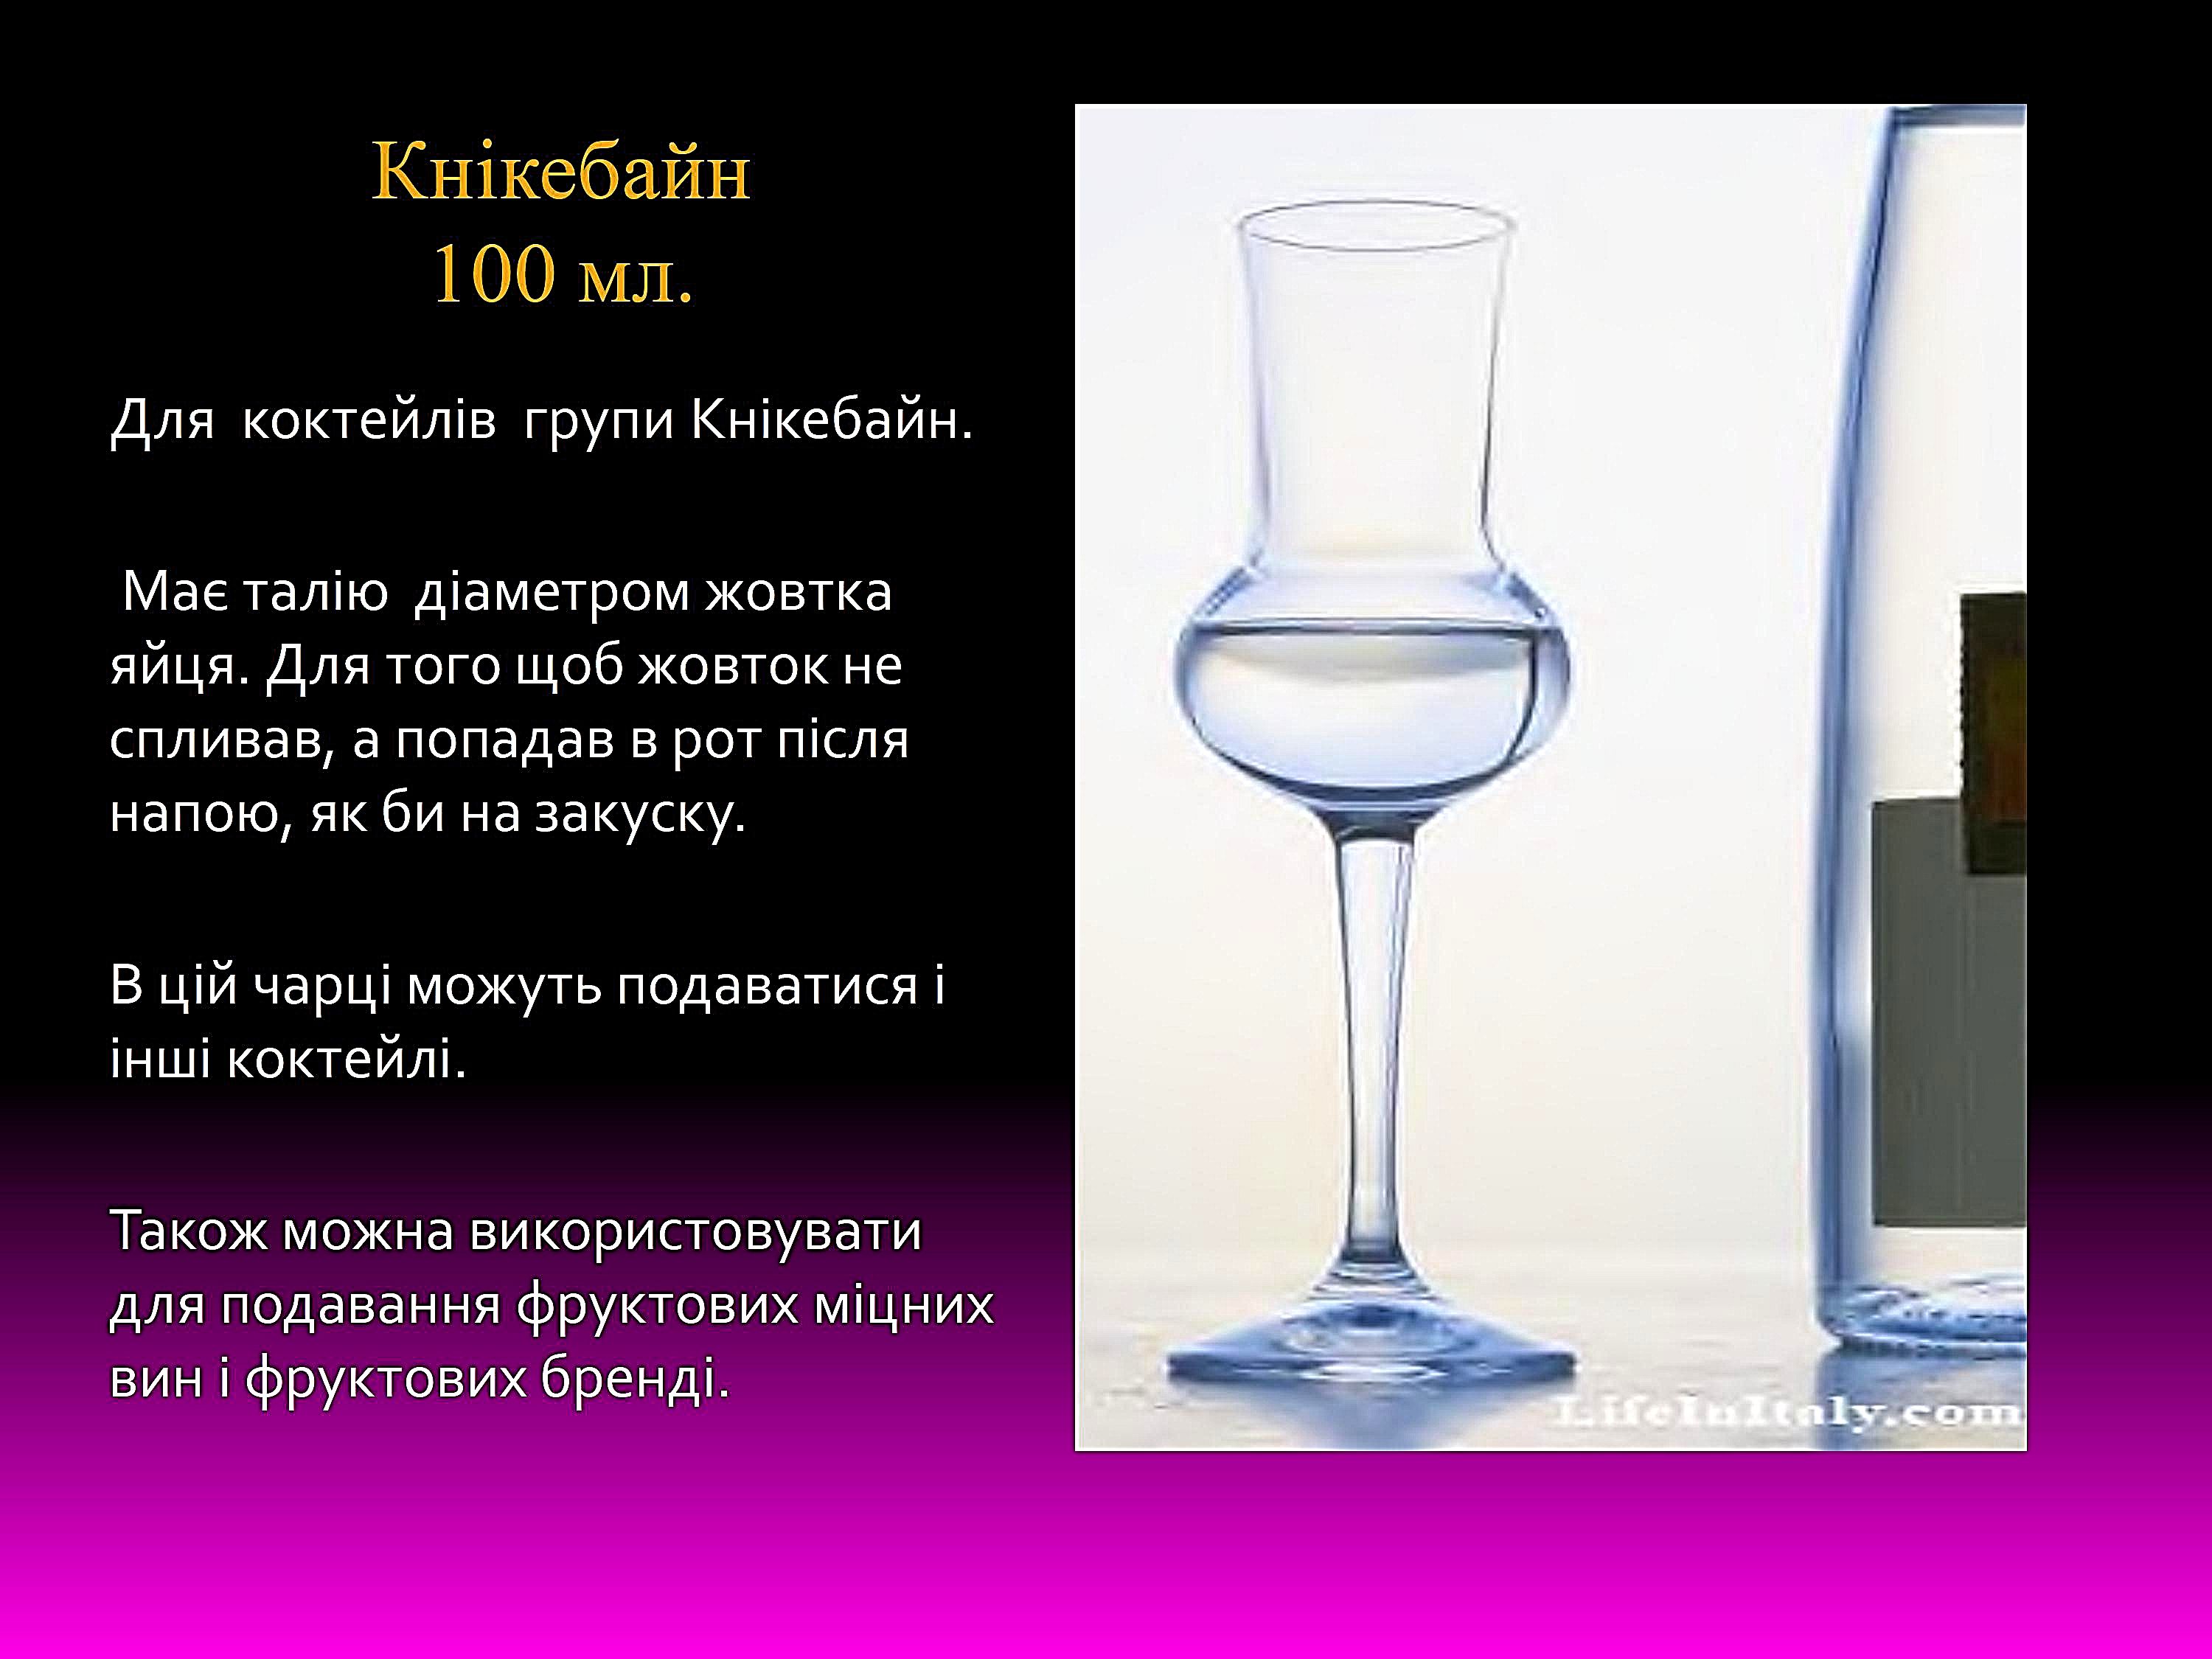 Кнікебайн
100 мл.
Для коктейлів групи Кнікебайн.
Має талію діаметром жовтка
яйця. Для того щоб жовток не
спливав, а попадав в рот після
напою, як би на закуску.
В цій чарці можуть подаватися і
інші коктейлі.
Також можна використовувати
для подавання фруктових міцних
вин і фруктових бренді.
LifeInItaly.com